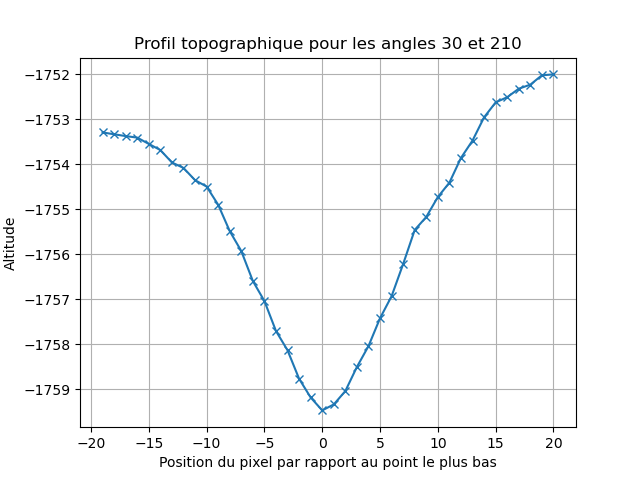 Profil topographique pour les angles 30 et 210
−1752
−1753
−1754
−1755
−1756
−1757
−1758
−1759
Altitude
−20 −15 −10 −5 0 5 10 15 20
Position du pixel par rapport au point le plus bas